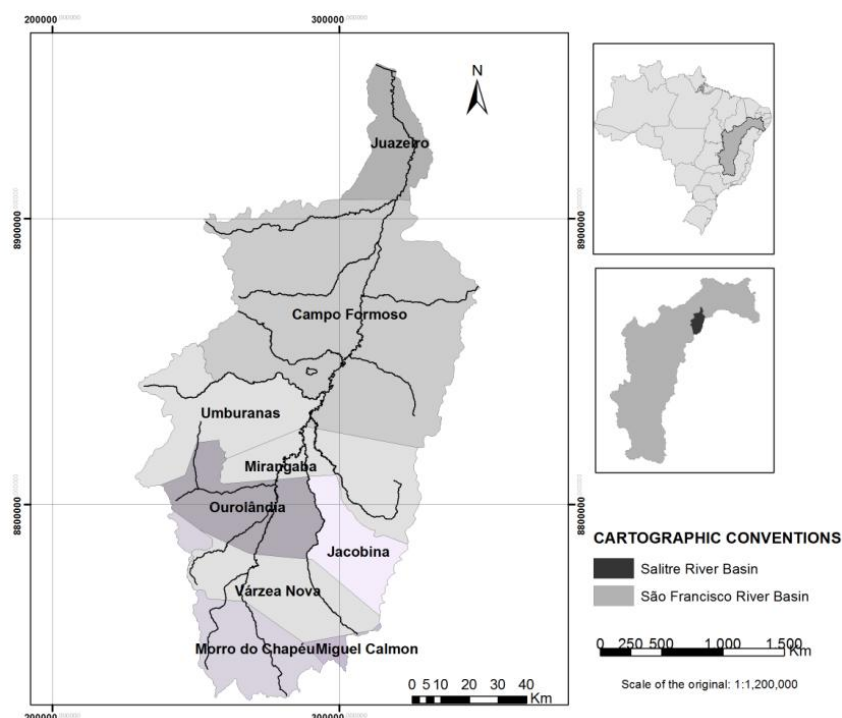 200000
300000
N
Juazeiro
8900000
8900000
Campo Formoso
Umburanas
Mirangaba
Ourolândia
8800000
8800000
Jacobina
Várzea Nova
Morro do Chapéu
Miguel Calmon
0 5 10 20 30 40
Km
200000
300000
CARTOGRAPHIC CONVENTIONS
Salitre River Basin
São Francisco River Basin
0 250 500 1.000 1.500
Km
Scale of the original: 1:1,200,000